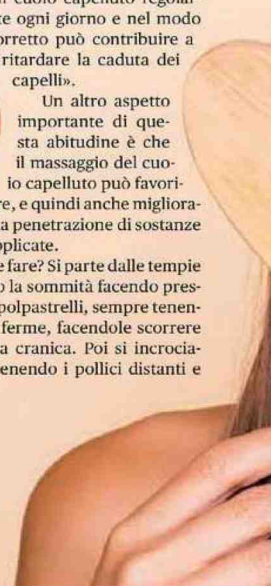 cuoio capelluto regolar-
te ogni giorno e nel modo
orretto può contribuire a
ritardare la caduta dei
capelli».
Un altro aspetto
importante di que-
sta abitudine è che
il massaggio del cuo-
io capelluto può favori-
re, e quindi anche migliora-
a penetrazione di sostanze
pplicate.
e fare? Si parte dalle tempie
o la sommità facendo pres-
polpastrelli, sempre tenen-
ferme, facendole scorrere
a cranica. Poi si incrocia-
enendo i pollici distanti e